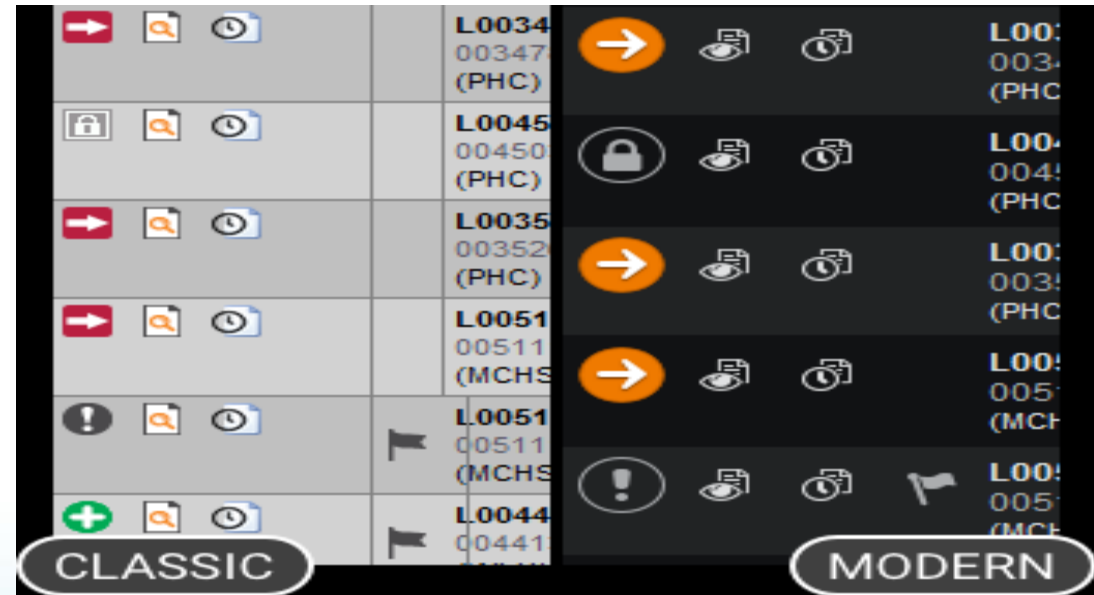 L0034
00347
(PHC)
L0045
00450
(PHC)
L0035
00352
(PHC)
L0051
00511
(MCHS
L0051
00511
(MCHS
L0044
00441
CLASSIC
L00
003
(PHC
L00
004
(PHC
L00
003
(PHC
L00
005
(MCH
L00
005
(MCH
MODERN